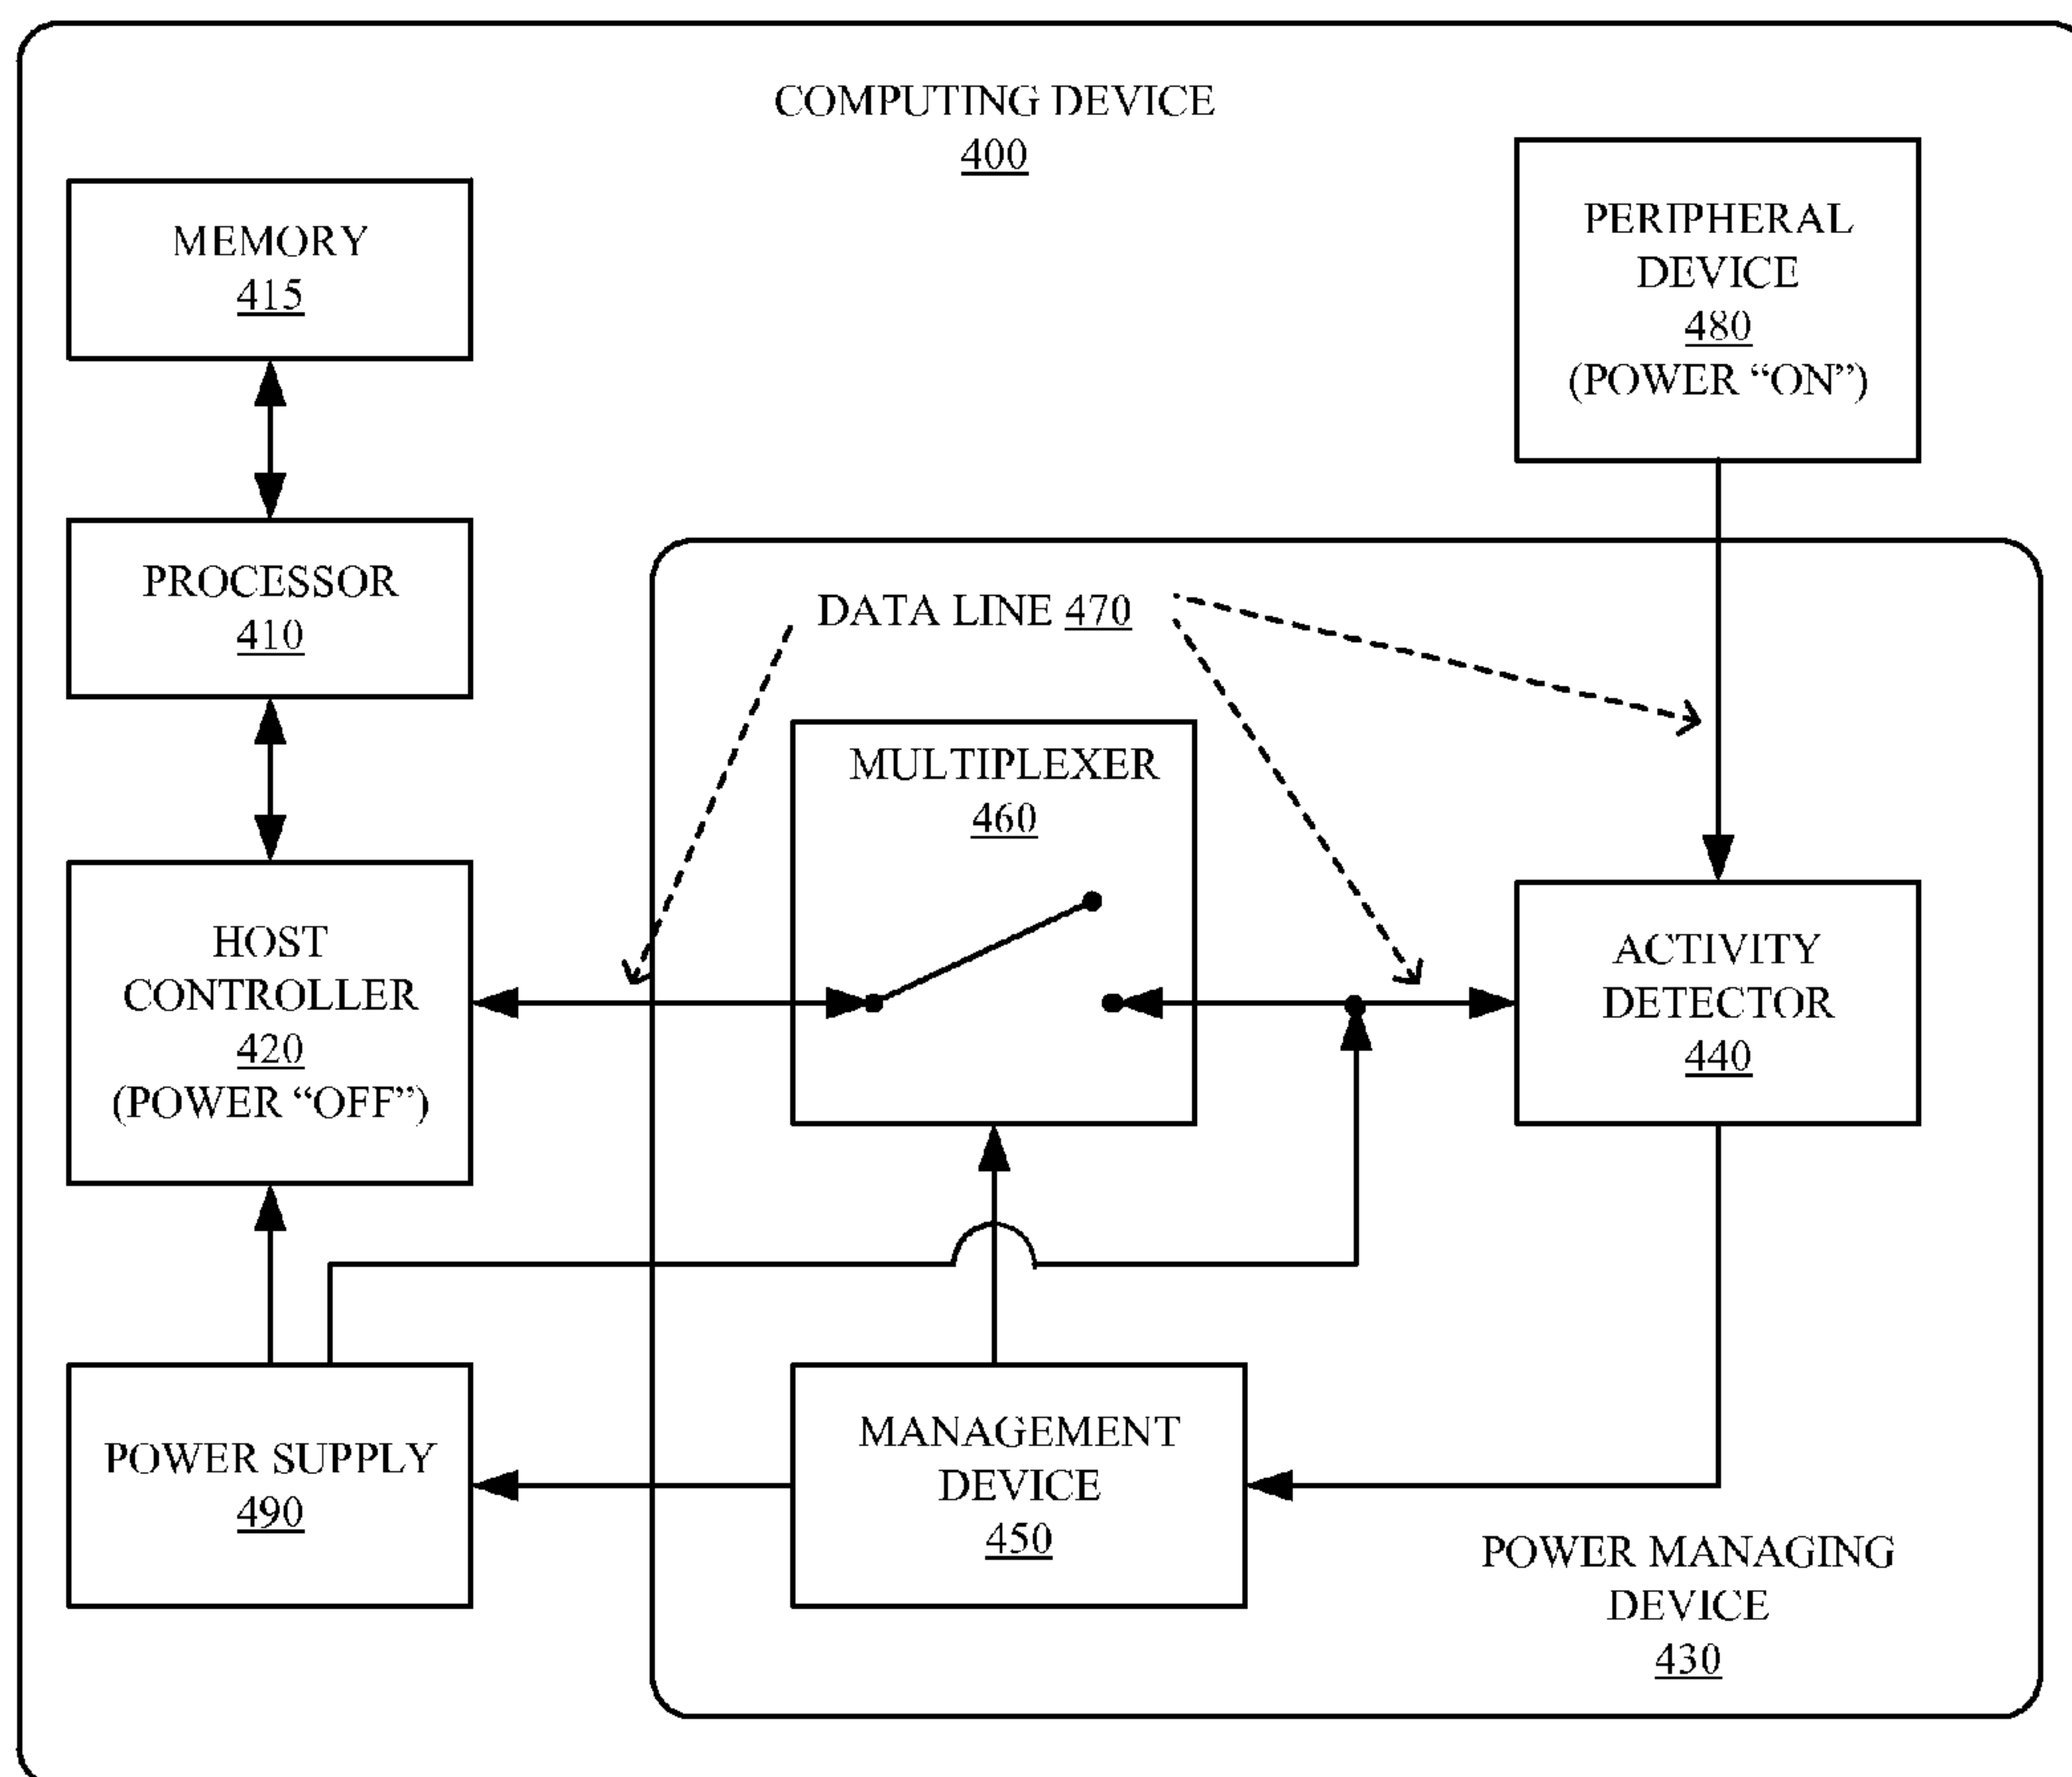 COMPUTING DEVICE
400
MEMORY
415
PERIPHERAL
DEVICE
480
(POWER “ON”)
PROCESSOR
410
DATA LINE 470
MULTIPLEXER
460
HOST
CONTROLLER
420
(POWER “OFF”)
ACTIVITY
DETECTOR
440
POWER SUPPLY
490
MANAGEMENT
DEVICE
450
POWER MANAGING
DEVICE
430